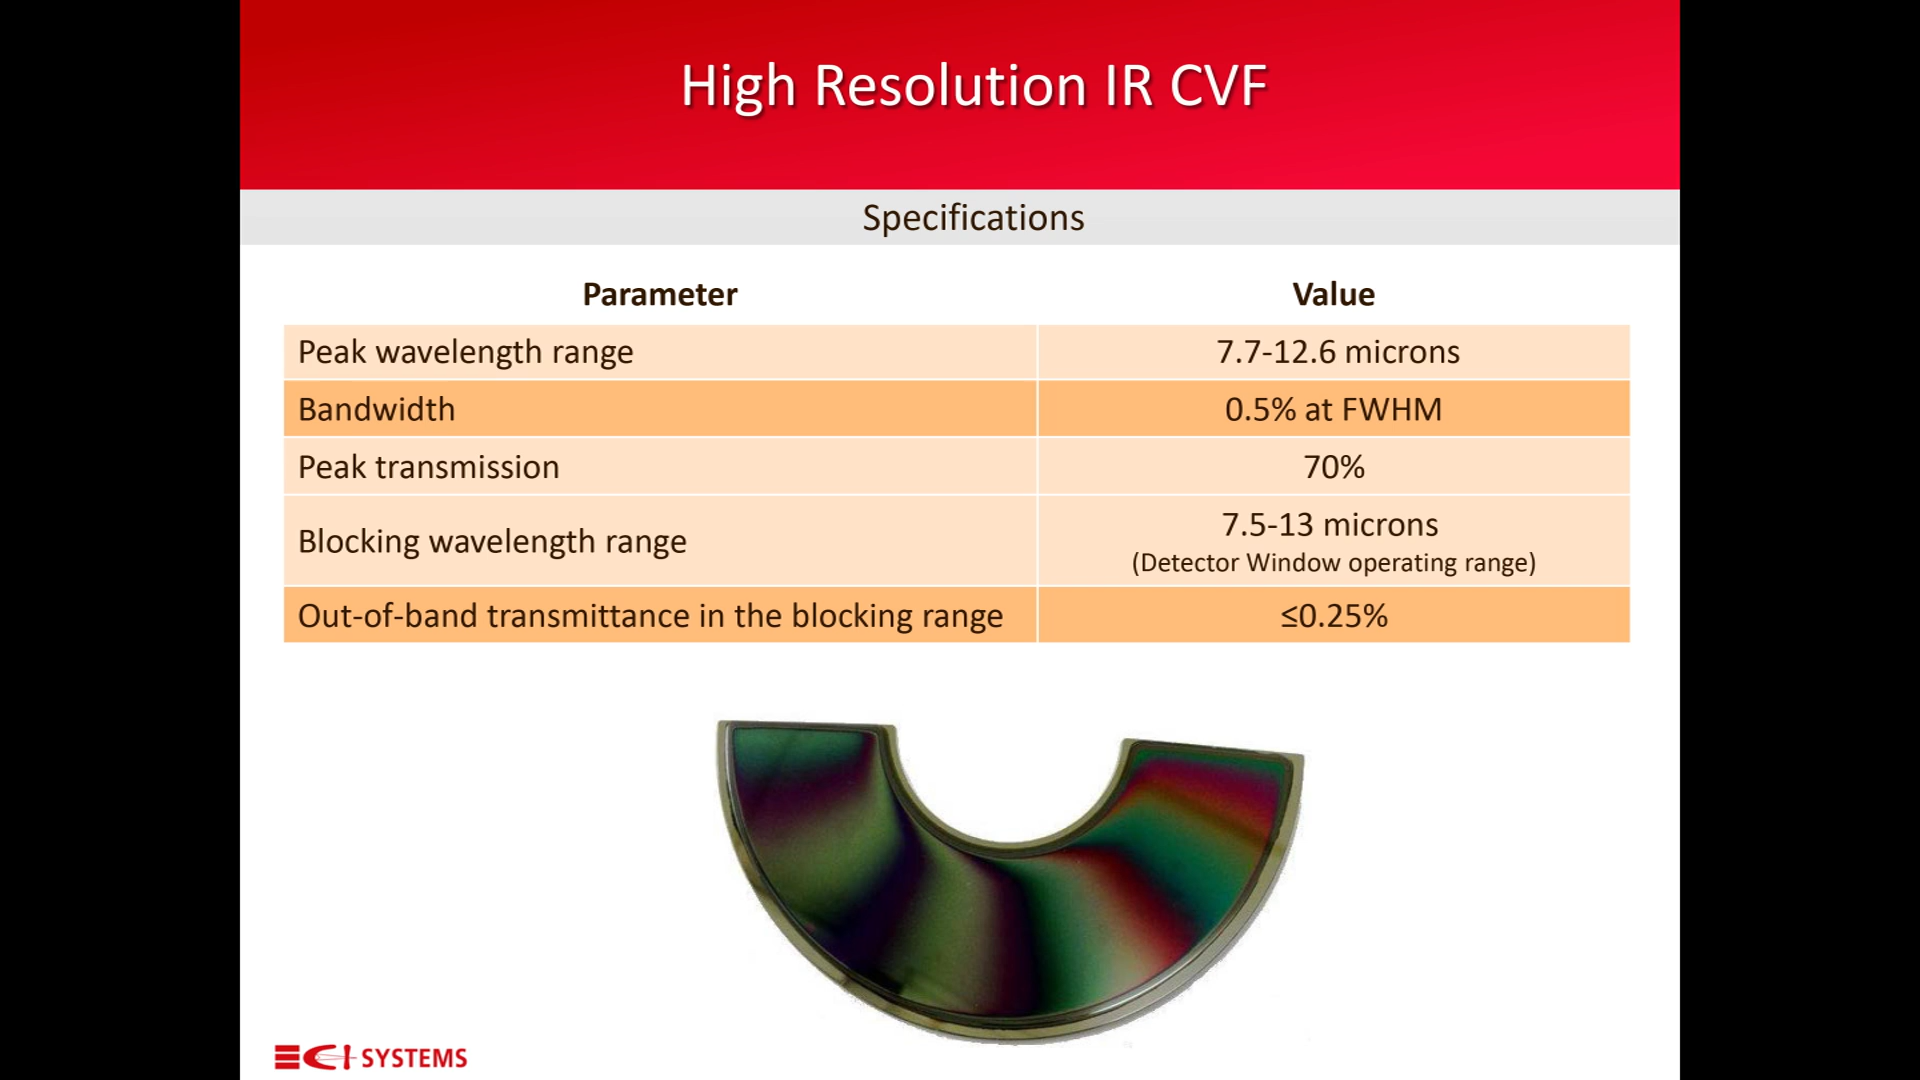 High Resolution IR CVF
Specifications
Parameter Value
Peak wavelength range 7.7-12.6 microns
Bandwidth 0.5% at FWHM
Peak transmission 70%
Blocking wavelength range 7.5-13 microns
(Detector Window operating range)
Out-of-band transmittance in the blocking range ≤0.25%
CI SYSTEMS